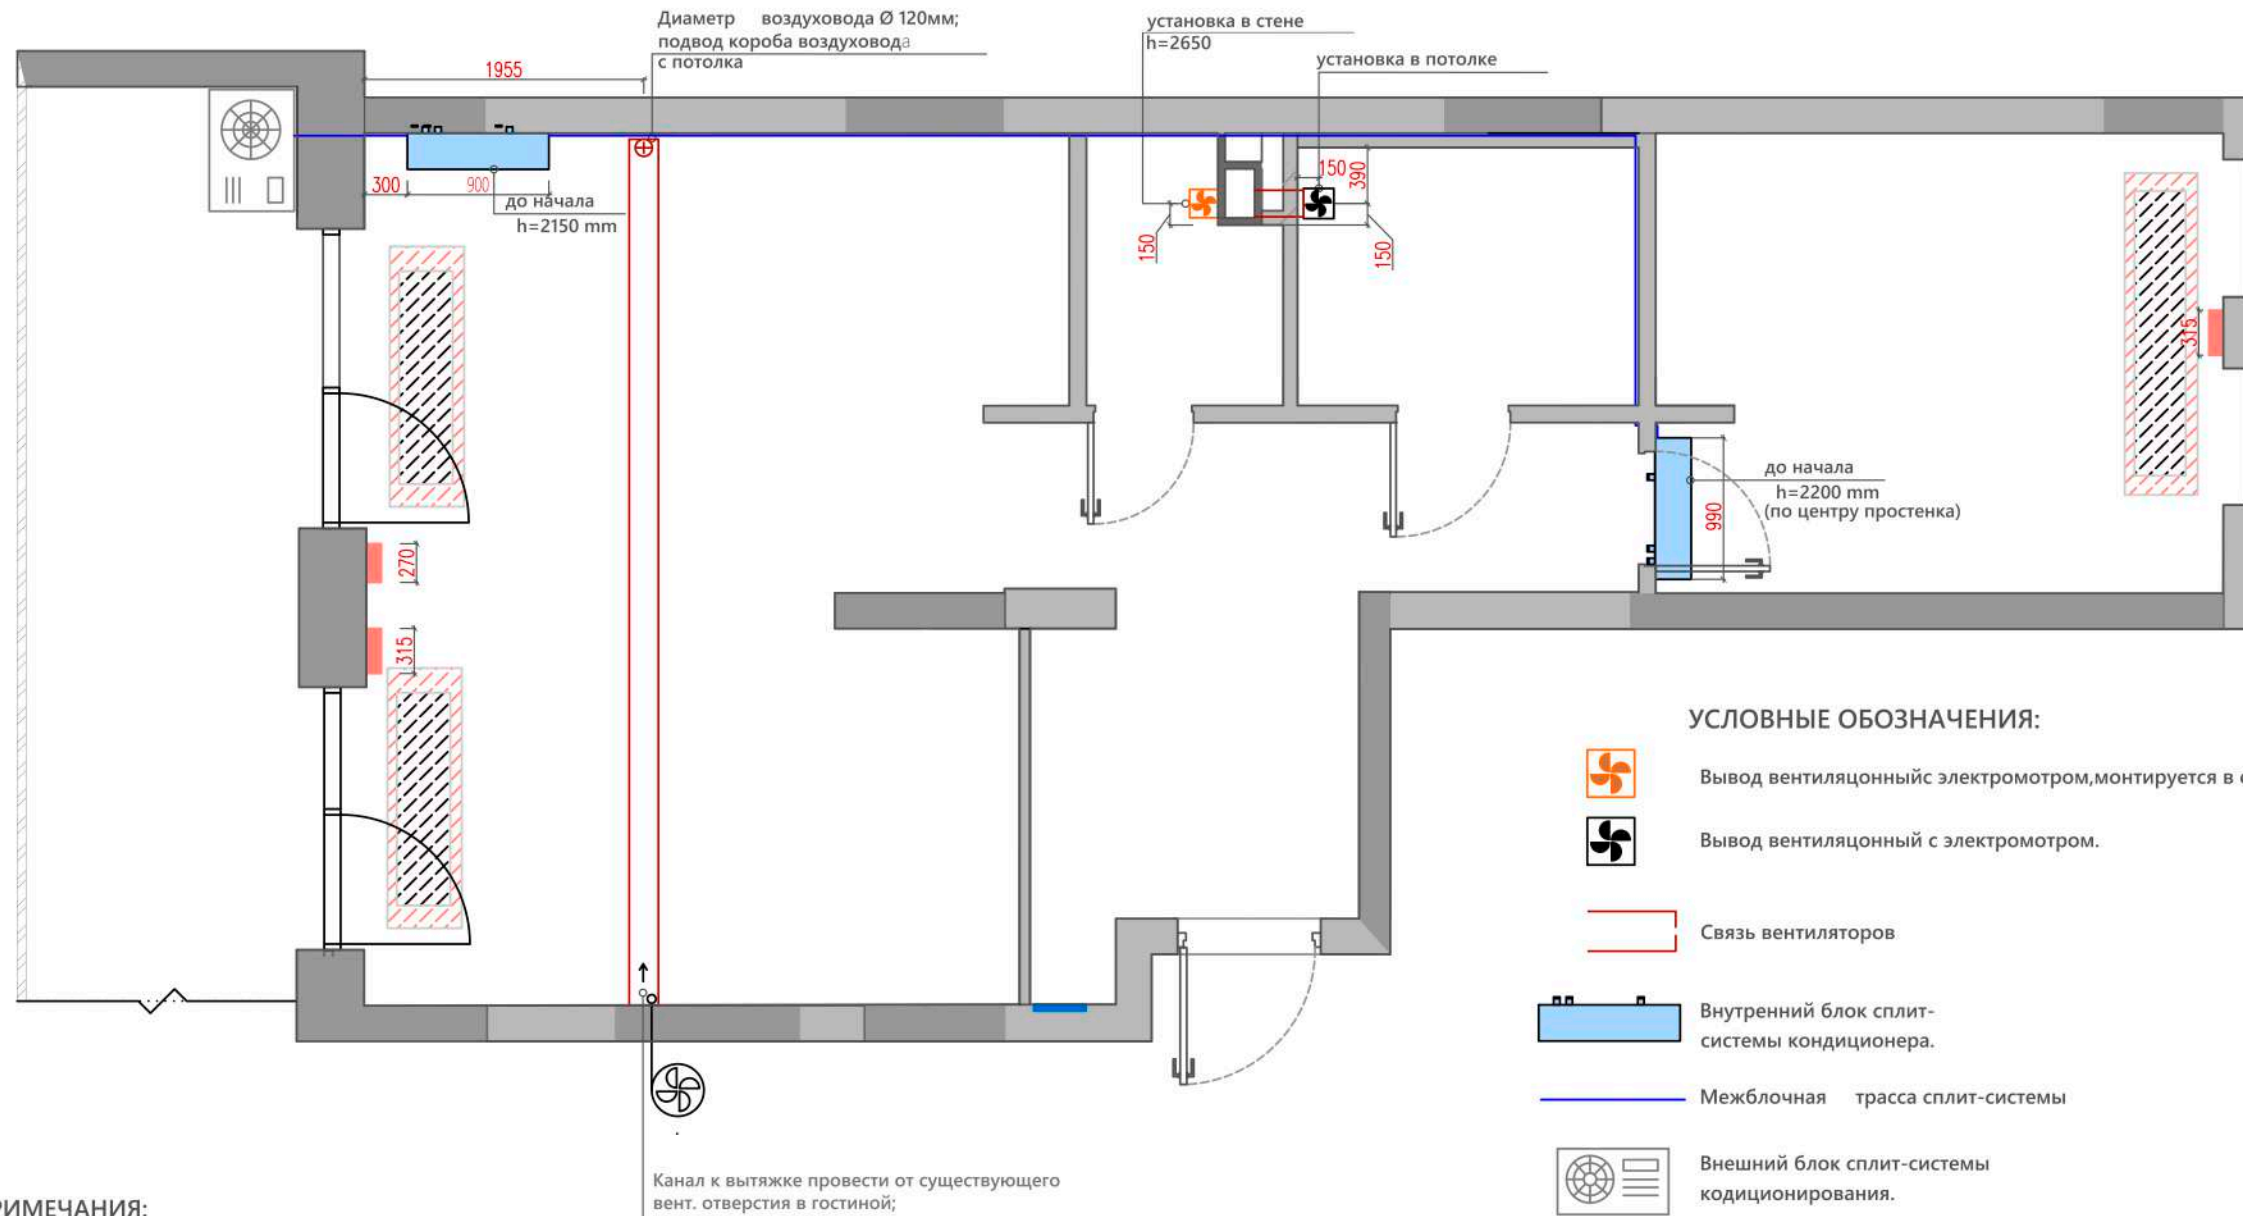 Диаметр воздуховода Ø 120мм;
подвод короба воздуховода
с потолка
установка в стене
h=2650
установка в потолке
1955
300
900
до начала
h=2150 mm
150
390
150
150
315
до начала
h=2200 mm
(по центру простенка)
990
270
315
УСЛОВНЫЕ ОБОЗНАЧЕНИЯ:
Вывод вентиляционныйс электромотром,монтируется в с
Вывод вентиляционный с электромотром.
Связь вентиляторов
Внутренний блок сплит-
системы кондиционера.
Межблочная трасса сплит-системы
Внешний блок сплит-системы
кодиционирования.
Канал к вытяжке провести от существующего
вент. отверстия в гостиной;
РИМЕЧАНИЯ: